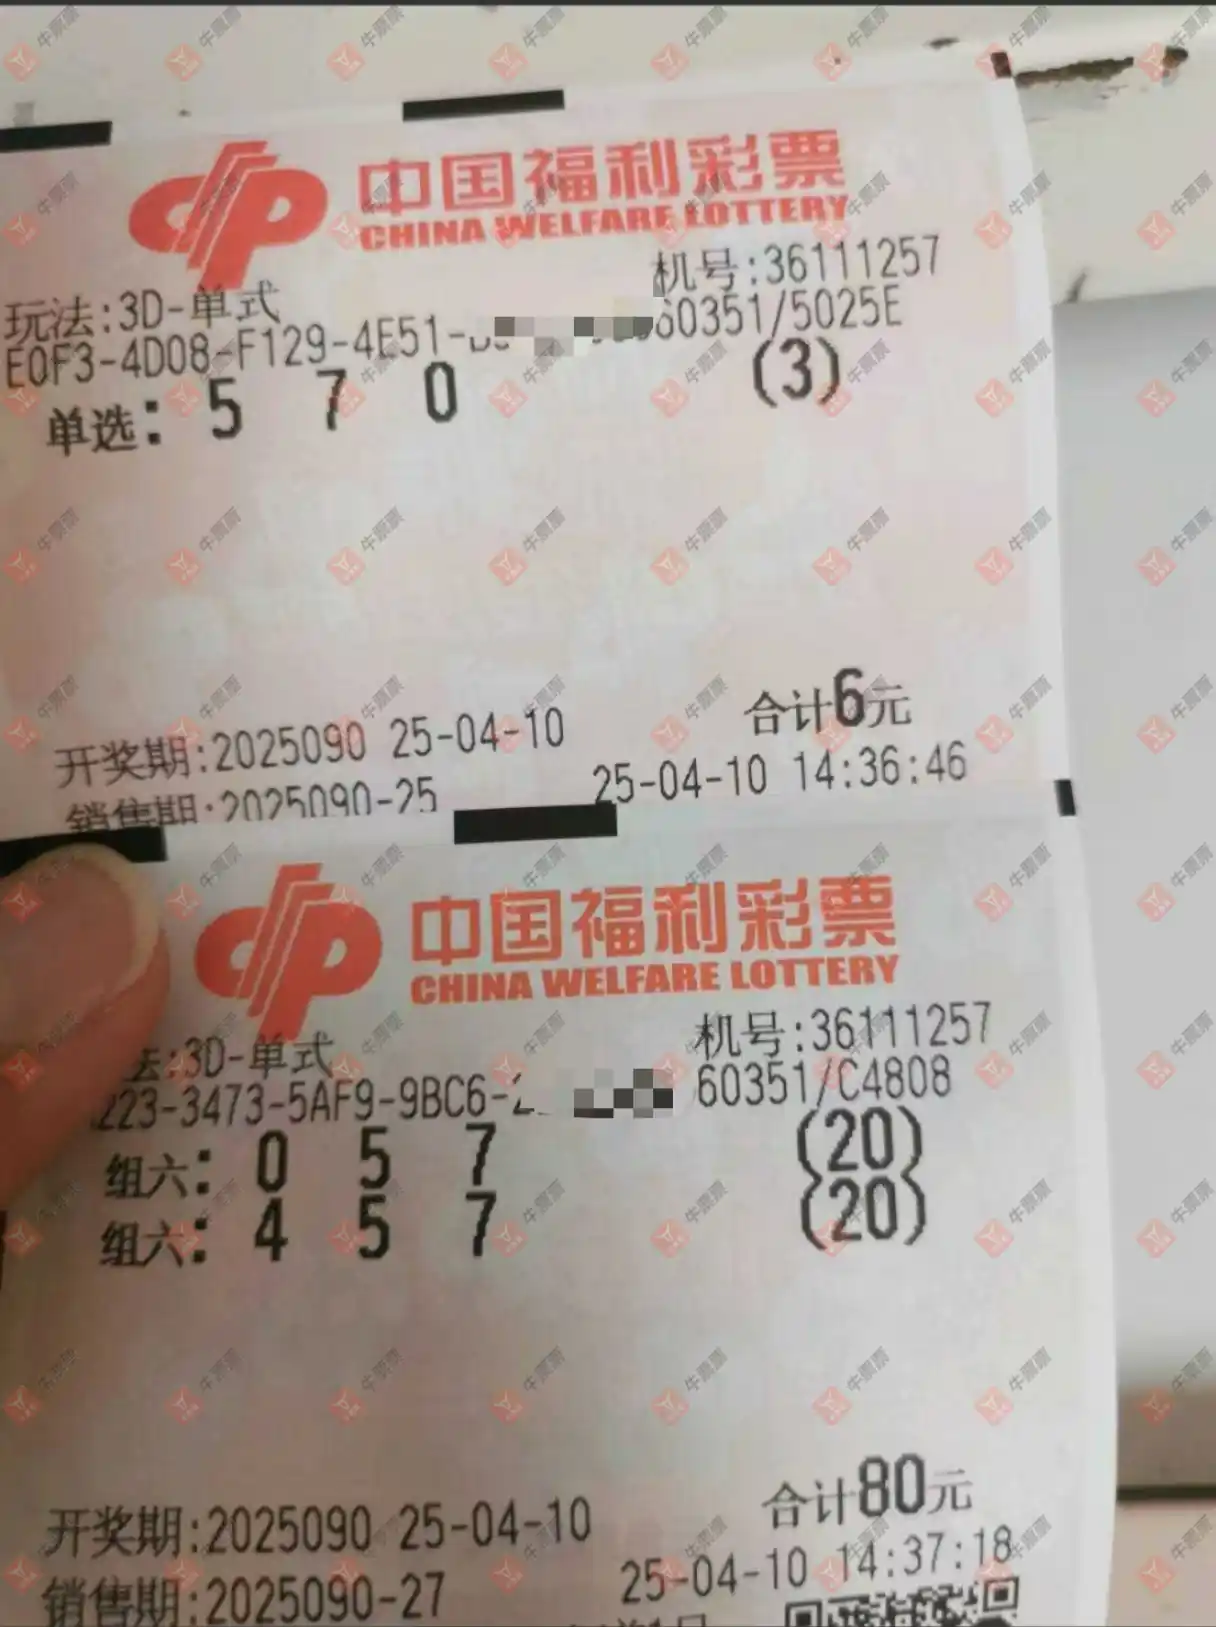 中国福利彩票
CHINA WELFARE LOTTERY
机号:36111257
玩法:3D-单式
E0F3-4D08-F129-4E51- 60351/5025E
单选: 5 7 0 (3)
合计6元
开奖期:2025090 25-04-10
销售期:2025090-25 25-04-10 14:36:46
中国福利彩票
CHINA WELFARE LOTTERY
机号:36111257
法:3D-单式
223-3473-5AF9-9BC6- 60351/C4808
组六: 0 5 7 (20)
组六: 4 5 7 (20)
合计80元
开奖期:2025090 25-04-10
销售期:2025090-27 25-04-10 14:37:18
牛票票